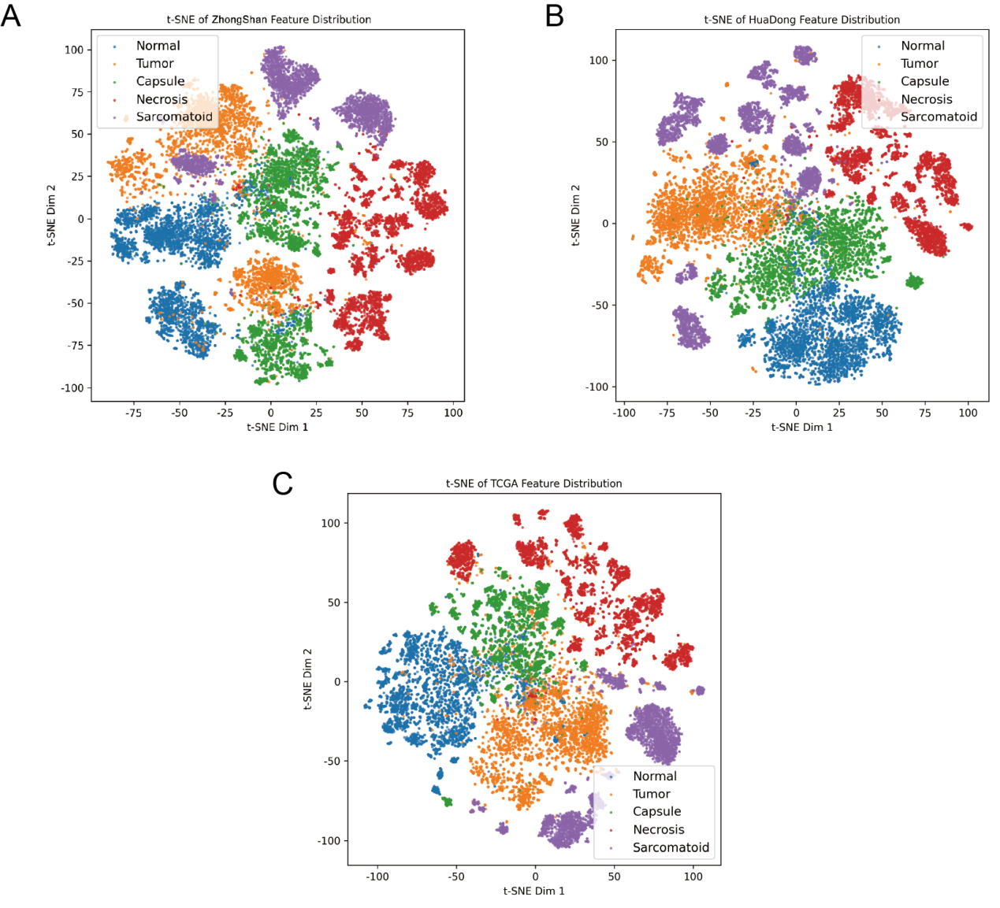 A
t-SNE of ZhongShan Feature Distribution
Normal
Tumor
Capsule
Necrosis
Sarcomatoid
100
75
50
25
0
-25
-50
-75
-100
t-SNE Dim 2
-75 -50 -25 0 25 50 75 100
t-SNE Dim 1
B
t-SNE of HuaDong Feature Distribution
Normal
Tumor
Capsule
Necrosis
Sarcomatoid
100
50
0
-50
-100
t-SNE Dim 2
-100 -75 -50 -25 0 25 50 75 100
t-SNE Dim 1
C
t-SNE of TCGA Feature Distribution
100
50
0
-50
-100
t-SNE Dim 2
Normal
Tumor
Capsule
Necrosis
Sarcomatoid
-100 -50 0 50 100
t-SNE Dim 1